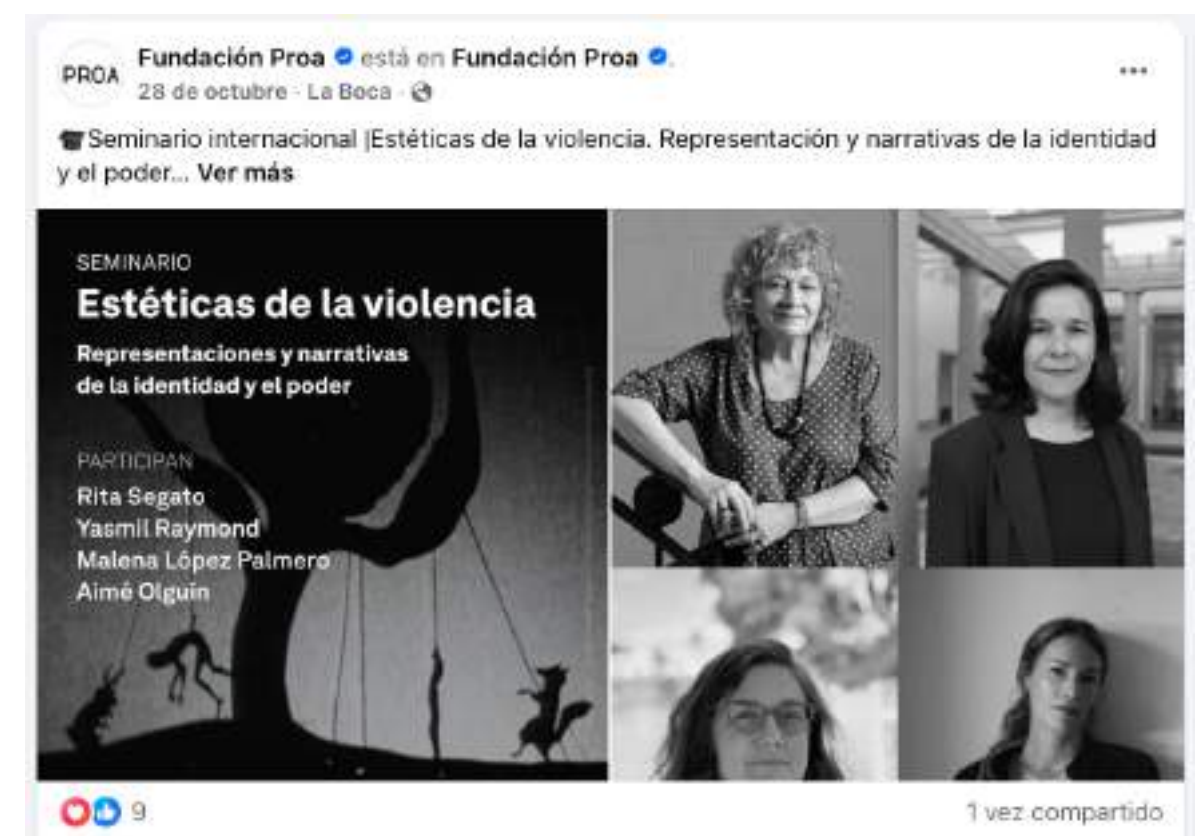 PROA
Fundación Proa está en Fundación Proa.
28 de octubre · La Boca ·
Seminario internacional |Estéticas de la violencia. Representación y narrativas de la identidad
y el poder... Ver más
SEMINARIO
Estéticas de la violencia
Representaciones y narrativas
de la identidad y el poder
PARTICIPAN
Rita Segato
Yasmil Raymond
Malena López Palmero
Aimé Olguin
9
1 vez compartido